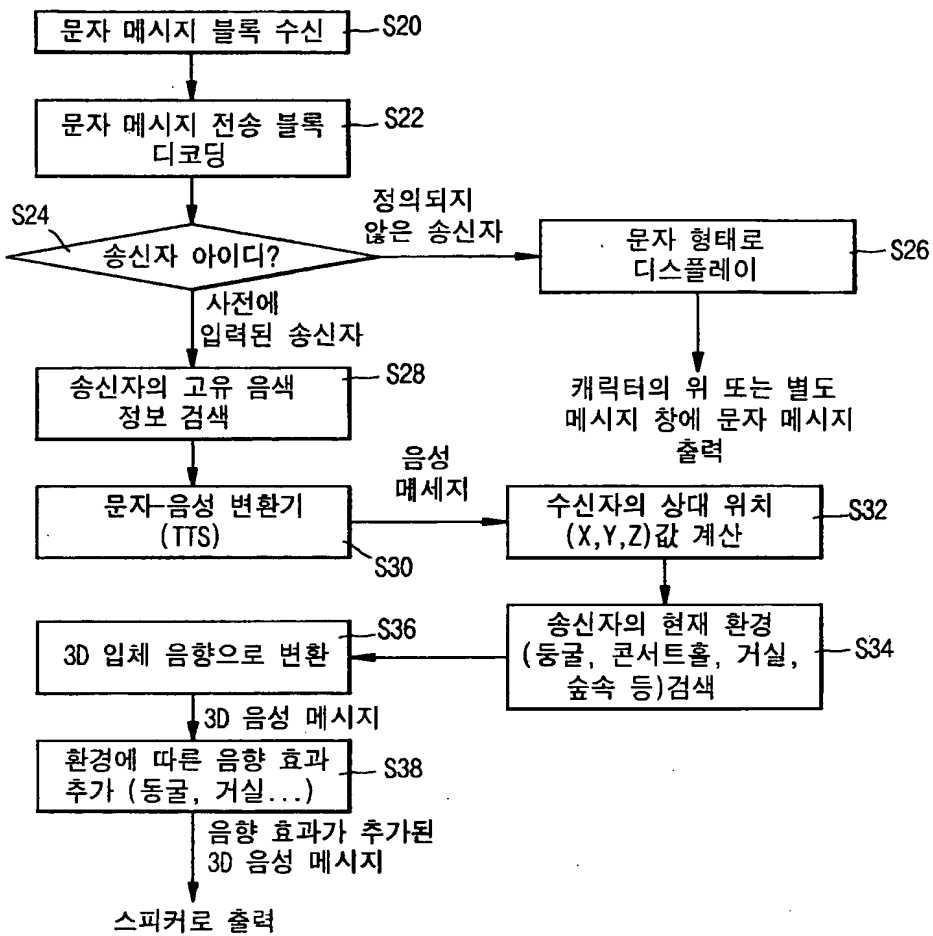 문자 메시지 블록 수신
S20
문자 메시지 전송 블록
디코딩
S22
S24
송신자 아이디?
정의되지
않은 송신자
문자 형태로
디스플레이
S26
사전에
입력된 송신자
캐릭터의 위 또는 별도
메시지 창에 문자 메시지
출력
송신자의 고유 음색
정보 검색
S28
문자-음성 변환기
(TTS)
S30
음성
메세지
수신자의 상대 위치
(X,Y,Z)값 계산
S32
송신자의 현재 환경
(둥굴, 콘서트홀, 거실,
숲속 등)검색
S34
3D 입체 음향으로 변환
S36
3D 음성 메시지
환경에 따른 음향 효과
추가 (동굴, 거실...)
S38
음향 효과가 추가된
3D 음성 메시지
스피커로 출력